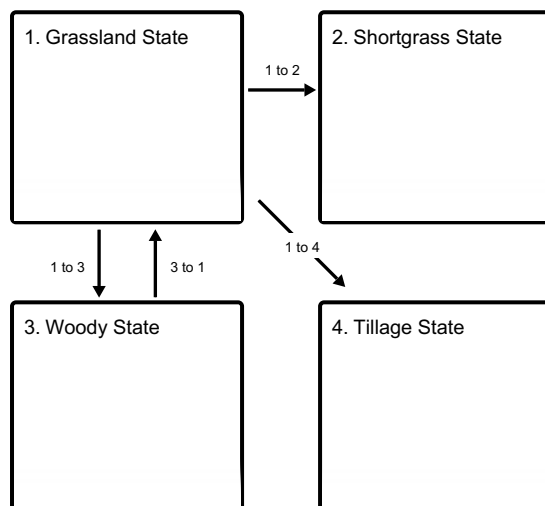 1. Grassland State
2. Shortgrass State
1 to 2
1 to 4
1 to 3
3 to 1
3. Woody State
4. Tillage State